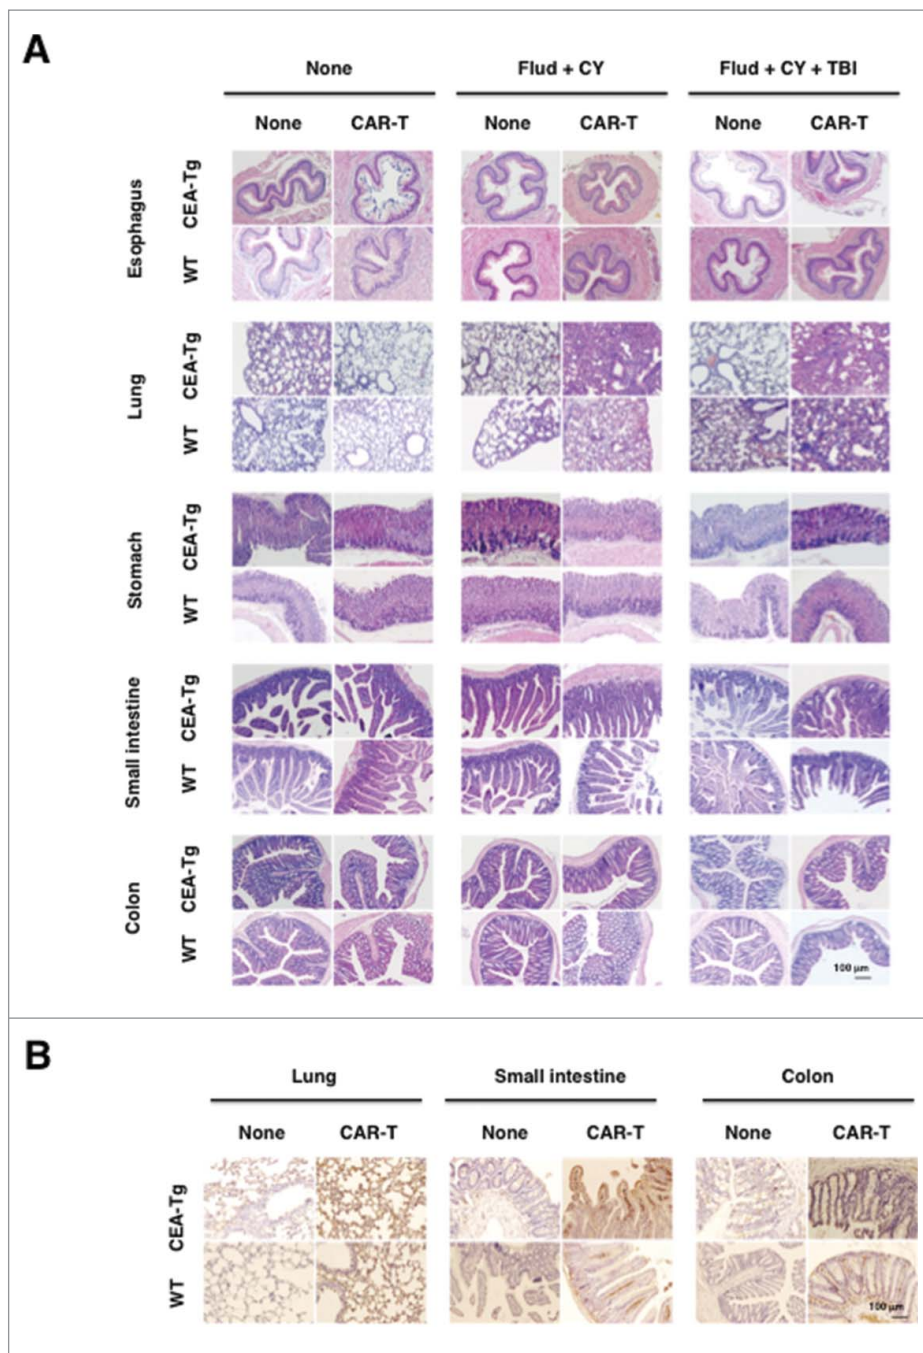 A
None Flud + CY Flud + CY + TBI
None CAR-T None CAR-T None CAR-T
Esophagus
CEA-Tg
WT
Lung
CEA-Tg
WT
Stomach
CEA-Tg
WT
Small intestine
CEA-Tg
WT
Colon
CEA-Tg
WT
100 μm
B
Lung Small intestine Colon
None CAR-T None CAR-T None CAR-T
CEA-Tg
WT
100 μm